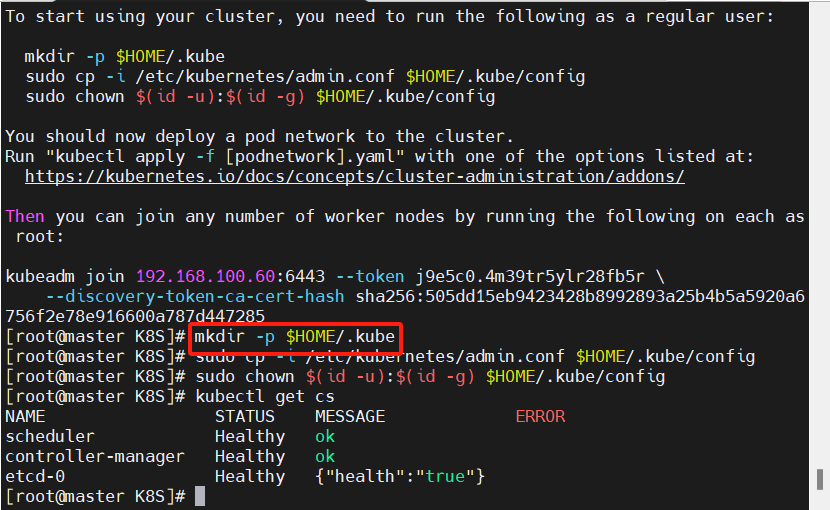 To start using your cluster, you need to run the following as a regular user:
mkdir -p $HOME/.kube
sudo cp -i /etc/kubernetes/admin.conf $HOME/.kube/config
sudo chown $(id -u):$(id -g) $HOME/.kube/config
You should now deploy a pod network to the cluster.
Run "kubectl apply -f [podnetwork].yaml" with one of the options listed at:
https://kubernetes.io/docs/concepts/cluster-administration/addons/
Then you can join any number of worker nodes by running the following on each as
root:
kubeadm join 192.168.100.60:6443 --token j9e5c0.4m39tr5ylr28fb5r \
--discovery-token-ca-cert-hash sha256:505dd15eb9423428b8992893a25b4b5a5920a6
756f2e78e916600a787d447285
[root@master K8S]# mkdir -p $HOME/.kube
[root@master K8S]# sudo cp -i /etc/kubernetes/admin.conf $HOME/.kube/config
[root@master K8S]# sudo chown $(id -u):$(id -g) $HOME/.kube/config
[root@master K8S]# kubectl get cs
NAME STATUS MESSAGE ERROR
scheduler Healthy ok
controller-manager Healthy ok
etcd-0 Healthy {"health":"true"}
[root@master K8S]#